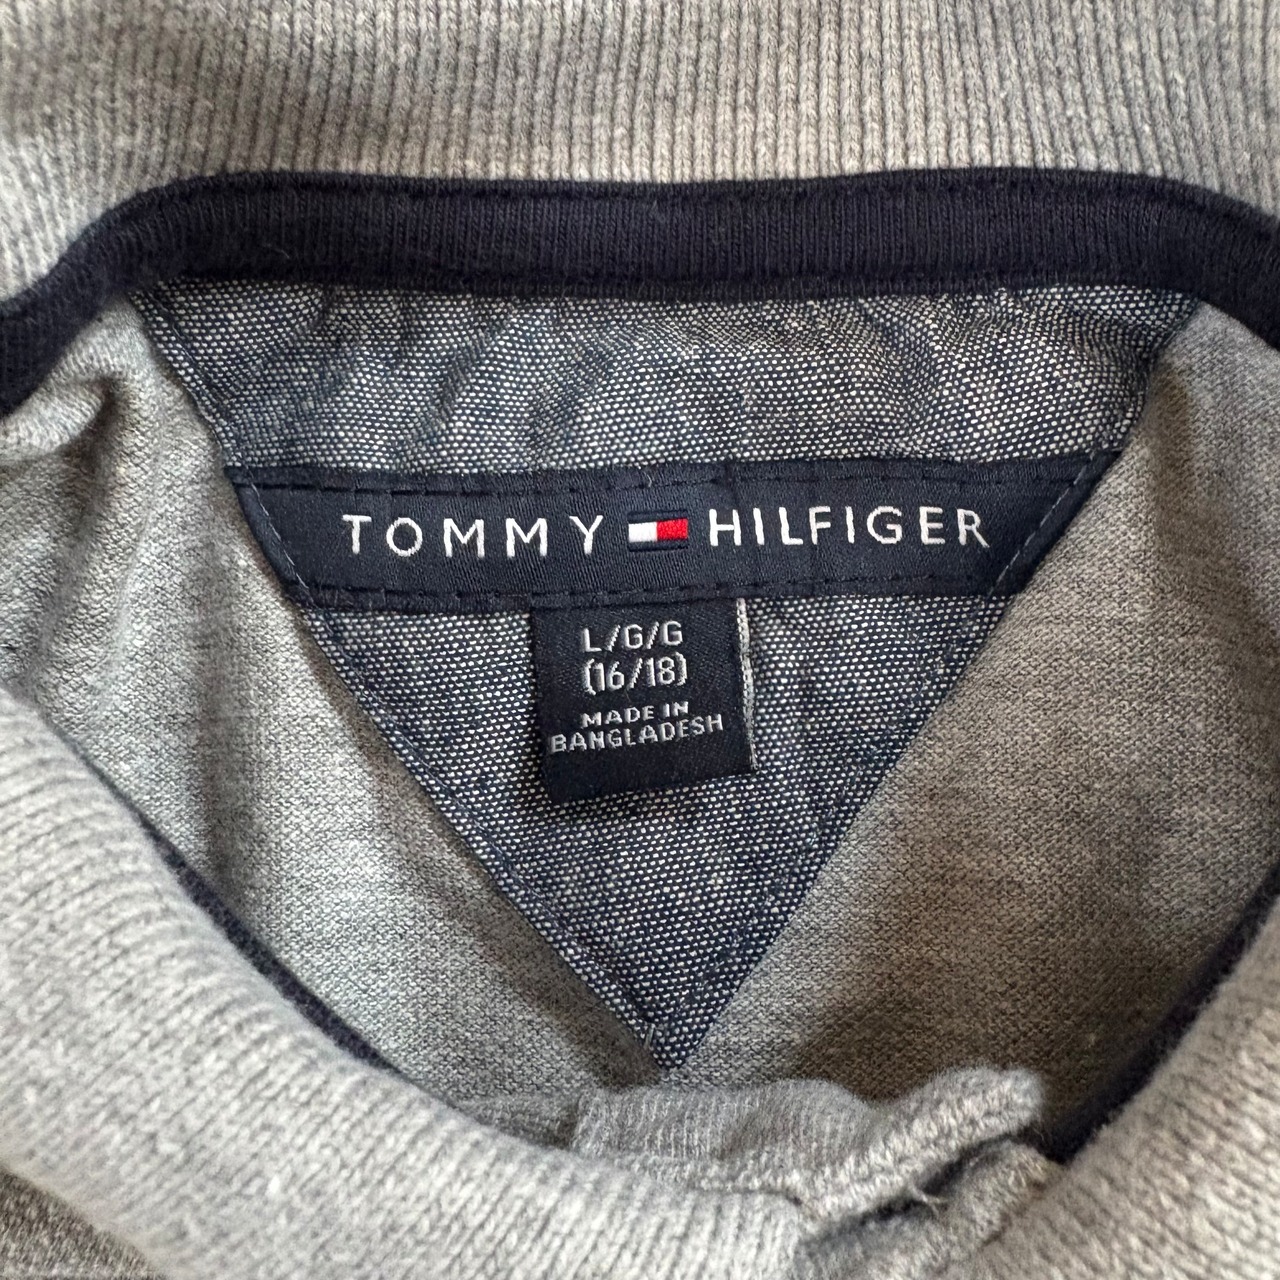 TOMMY HILFIGER
L/G/G
(16/18)
MADE IN
BANGLADESH